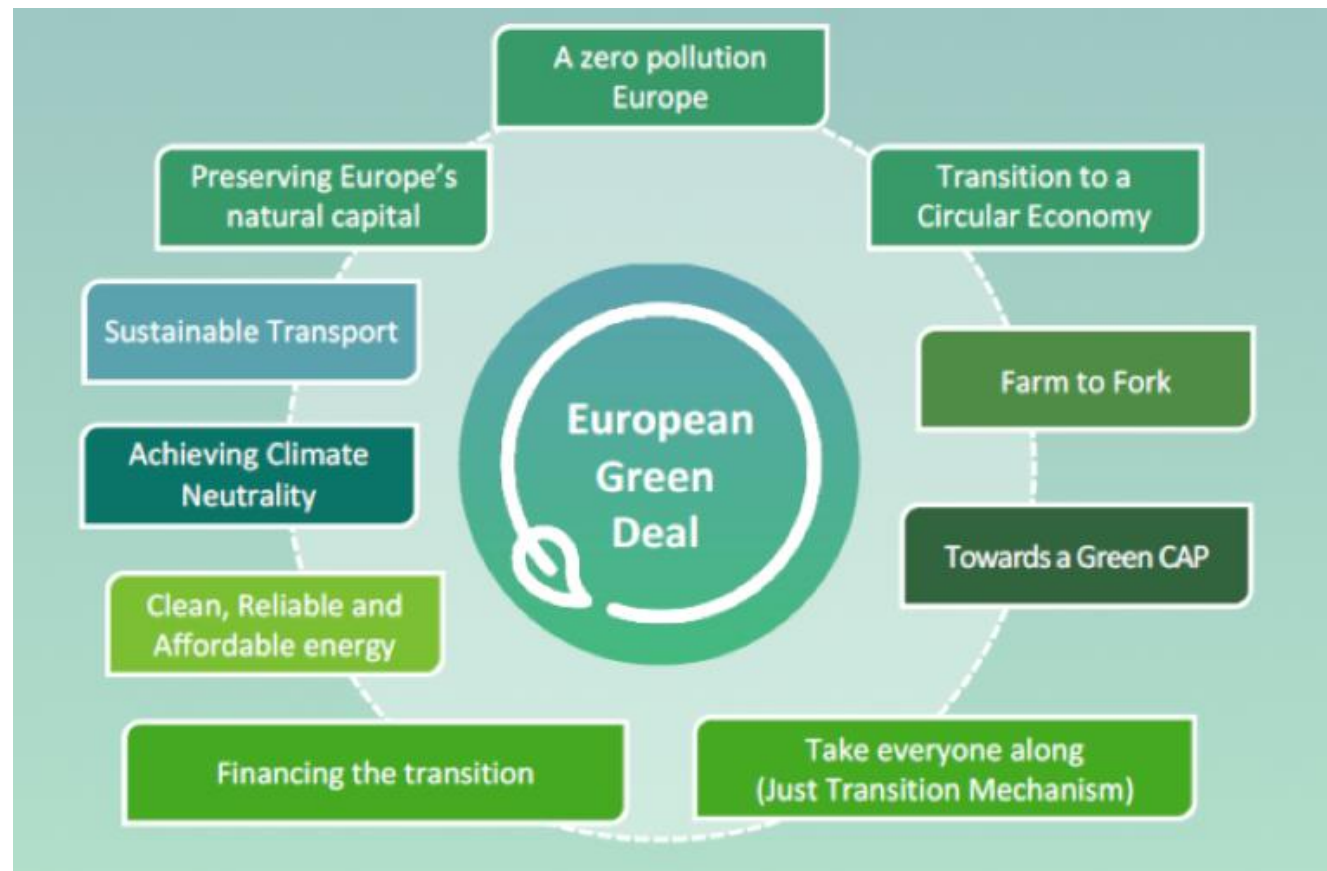 A zero pollution
Europe
Preserving Europe's
natural capital
Transition to a
Circular Economy
Sustainable Transport
Farm to Fork
European
Green
Deal
Achieving Climate
Neutrality
Towards a Green CAP
Clean, Reliable and
Affordable energy
Financing the transition
Take everyone along
(Just Transition Mechanism)